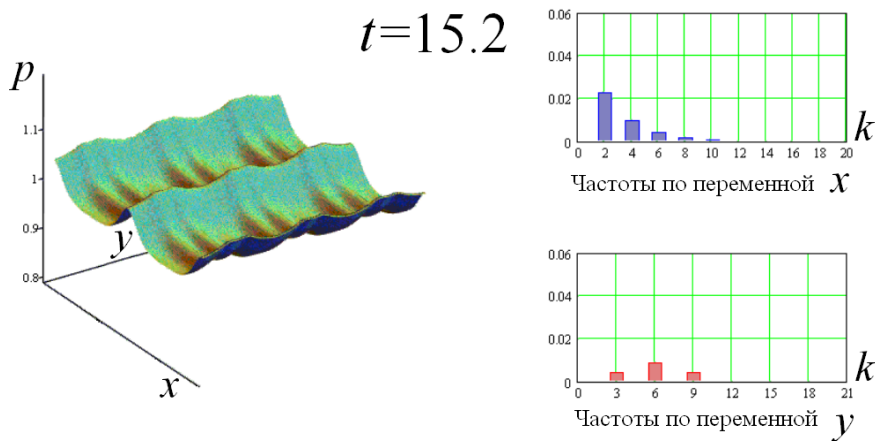 t=15.2
p
1.1
1
0.9
0.8
y
x
0.06
0.04
0.02
0
0 2 4 6 8 10 12 14 16 18 20
k
Частоты по переменной x
0.06
0.04
0.02
0
0 3 6 9 12 15 18 21
k
Частоты по переменной y